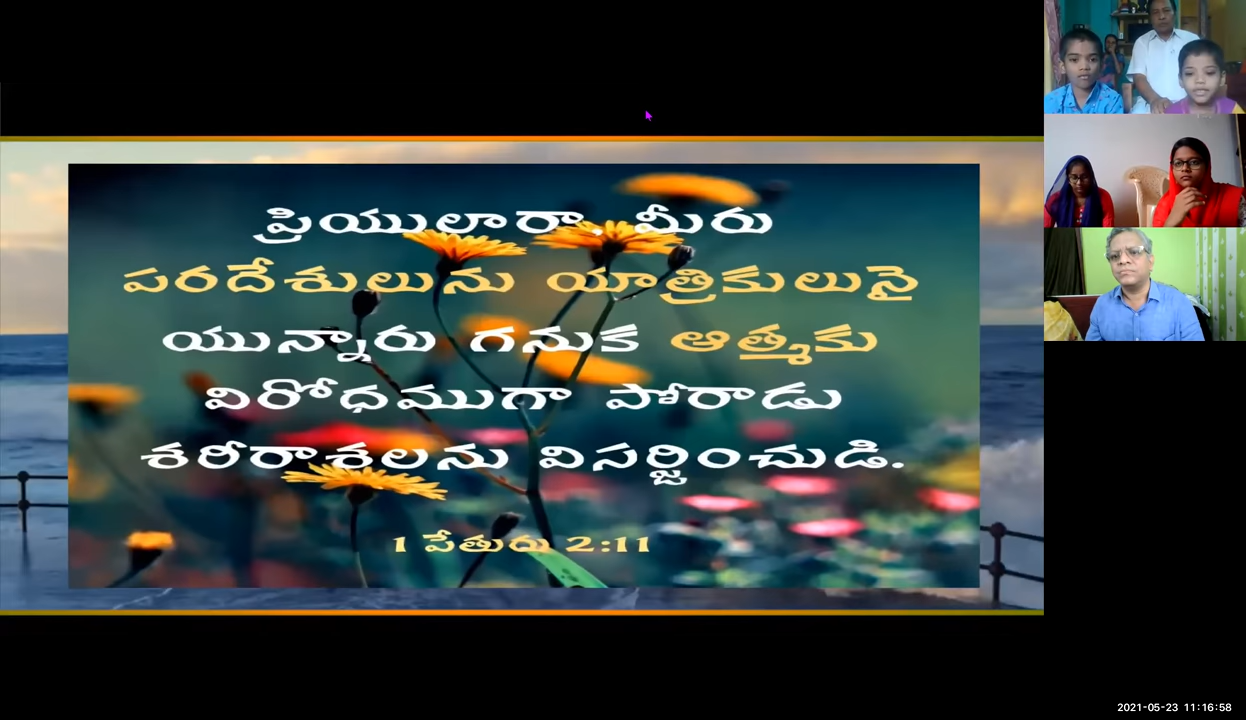 ప్రియులారా, మీరు
పరదేశులును యాత్రికులునై
యున్నారు గనుక ఆత్మకు
విరోధముగా పోరాడు
శరీరాశలను విసర్జించుడి.
1 పేతురు 2:11
2021-05-23 11:16:58